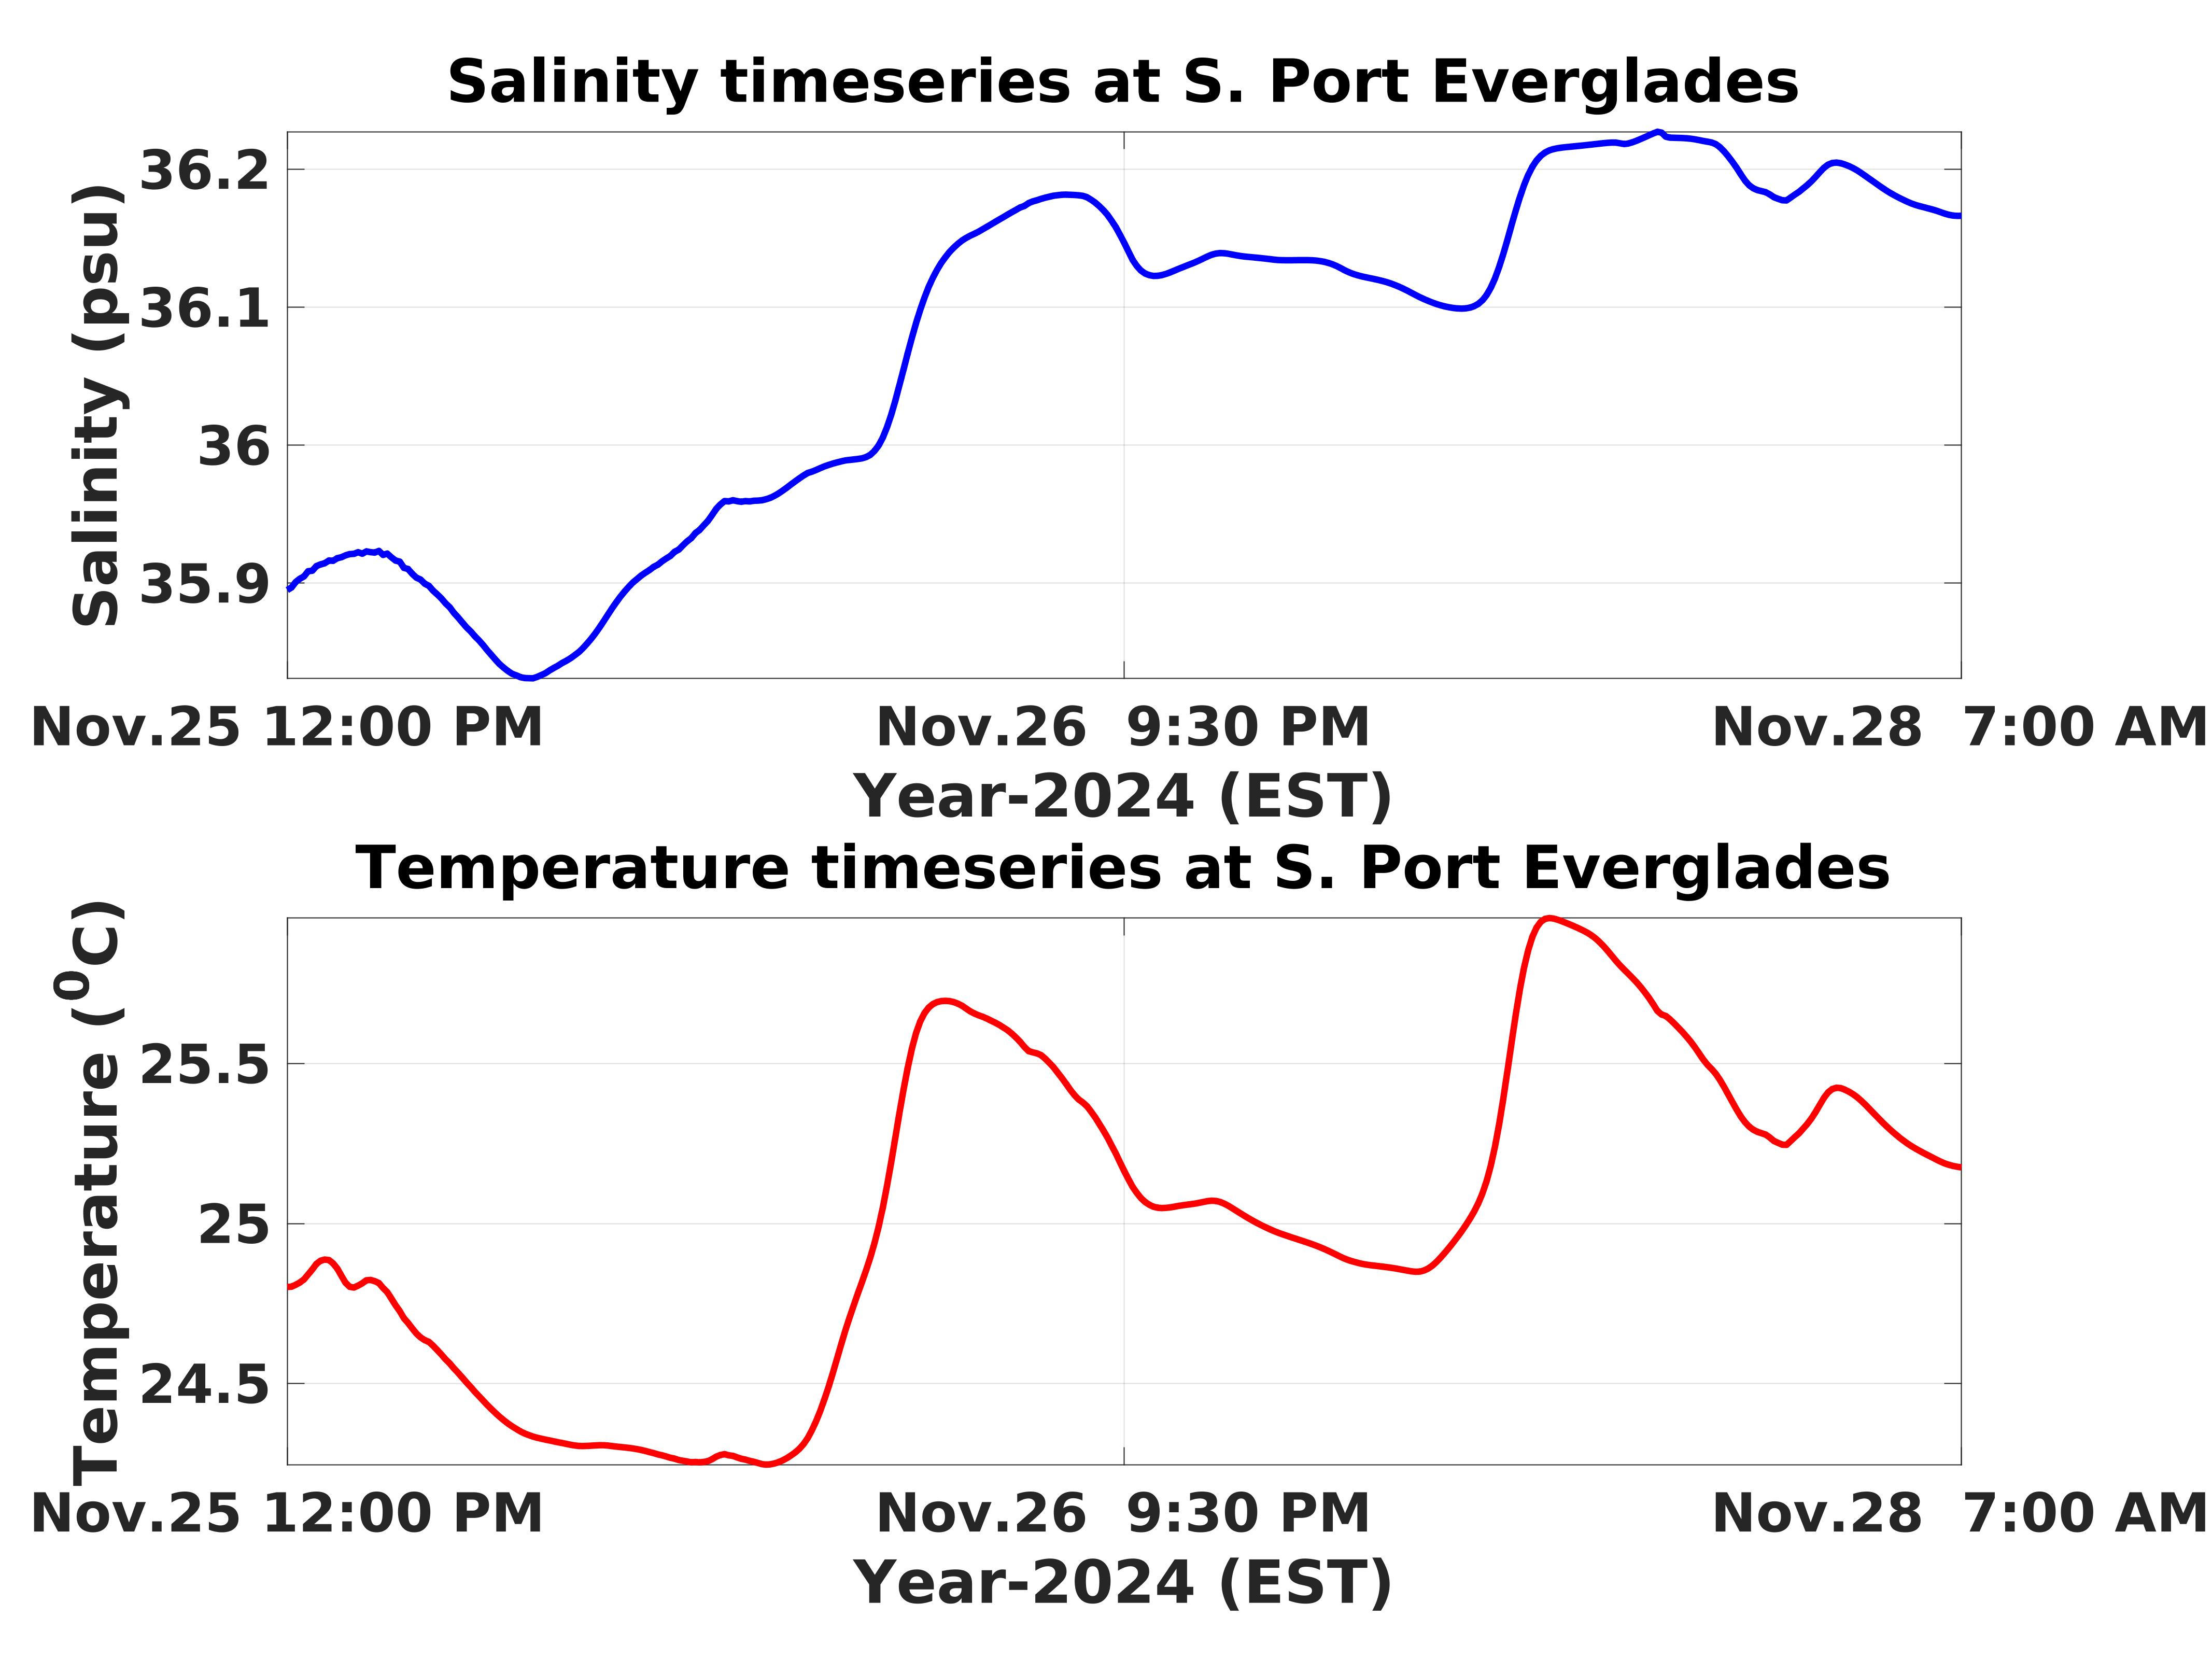 Salinity timeseries at S. Port Everglades
Salinity (psu)
36.2
36.1
36
35.9
Nov.25 12:00 PM
Nov.26  9:30 PM
Nov.28  7:00 AM
Year-2024 (EST)
Temperature timeseries at S. Port Everglades
Temperature (⁰C)
25.5
25
24.5
Nov.25 12:00 PM
Nov.26  9:30 PM
Nov.28  7:00 AM
Year-2024 (EST)